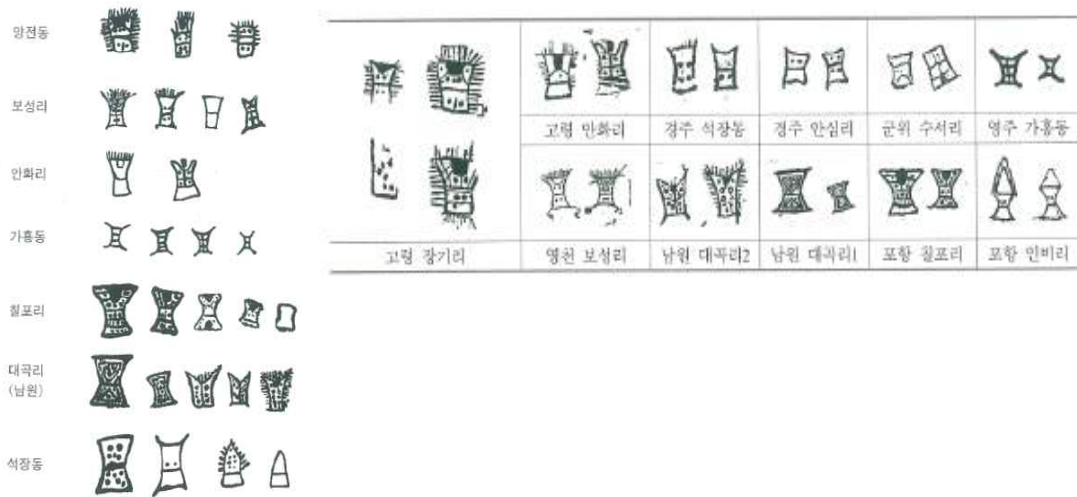 양전동
보성리
안화리
가흥동
칠포리
대곡리
(남원)
석장동
고령 안화리
경주 석장동
경주 안심리
군위 수서리
영주 가흥동
고령 장기리
영천 보성리
남원 대곡리2
남원 대곡리1
포항 칠포리
포항 인비리